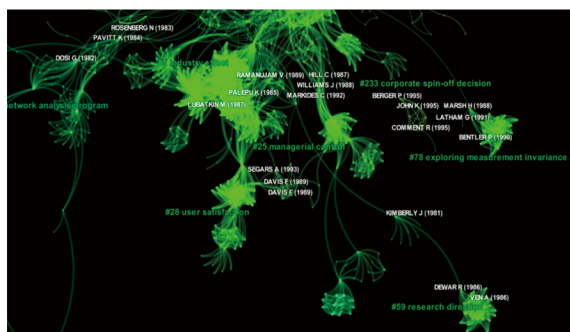 ROSENBERG N (1983)
PAVITT K (1984)
DOSI G (1982)
#233 corporate spin-off decision
RAMANUJAM V (1989)
HILL C (1987)
WILLIAMS J (1988)
PALEPU K (1985)
MARKIDES C (1992)
BERGER P (1995)
LUBATKIN M (1987)
JOHN K (1995)
MARSH H (1988)
network analysis program
LATHAM G (1991)
COMMENT R (1995)
BENTLER P (1990)
#25 managerial control
#78 exploring measurement invariance
SEGARS A (1993)
DAVIS F (1989)
DAVIS F (1989)
#28 user satisfaction
KIMBERLY J (1981)
DEWAR R (1986)
VEN A (1986)
#59 research direction